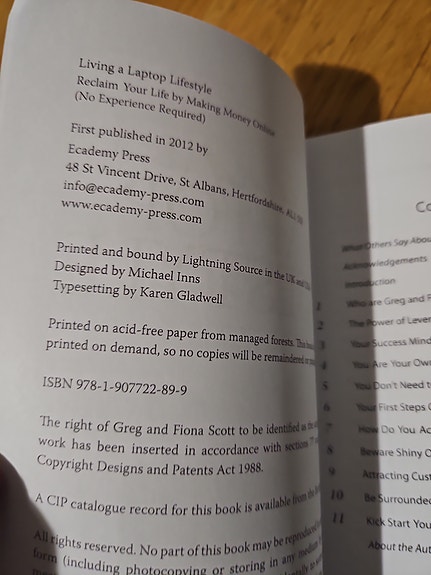 Living a Laptop Lifestyle
Reclaim Your Life by Making Money Online
(No Experience Required)
First published in 2012 by
Ecademy Press
48 St Vincent Drive, St Albans, Hertfordshire,
info@ecademy-press.com
www.ecademy-press.com
Printed and bound by Lightning Source in the UK and
Designed by Michael Inns
Typesetting by Karen Gladwell
Printed on acid-free paper from managed forests. This
printed on demand, so no copies will be remaindered or
ISBN 978-1-907722-89-9
The right of Greg and Fiona Scott to be identified as the
work has been inserted in accordance with sections
Copyright Designs and Patents Act 1988.
A CIP catalogue record for this book is available from the
All rights reserved. No part of this book may be reproduced
form (including photocopying or storing in any medium
Co
What Others Say Abou
Acknowledgements
Introduction
1 Who are Greg and F
2 The Power of Lever
3 Your Success Mind
4 You Are Your Own
5 You Don't Need t
6 Your First Steps
7 How Do You Ac
8 Beware Shiny O
9 Attracting Cust
10 Be Surrounde
11 Kick Start You
About the Aut